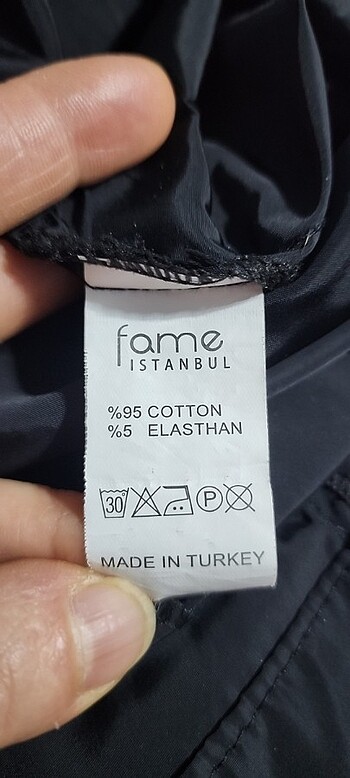 fame
ISTANBUL
%95 COTTON
%5 ELASTHAN
30 P
MADE IN TURKEY